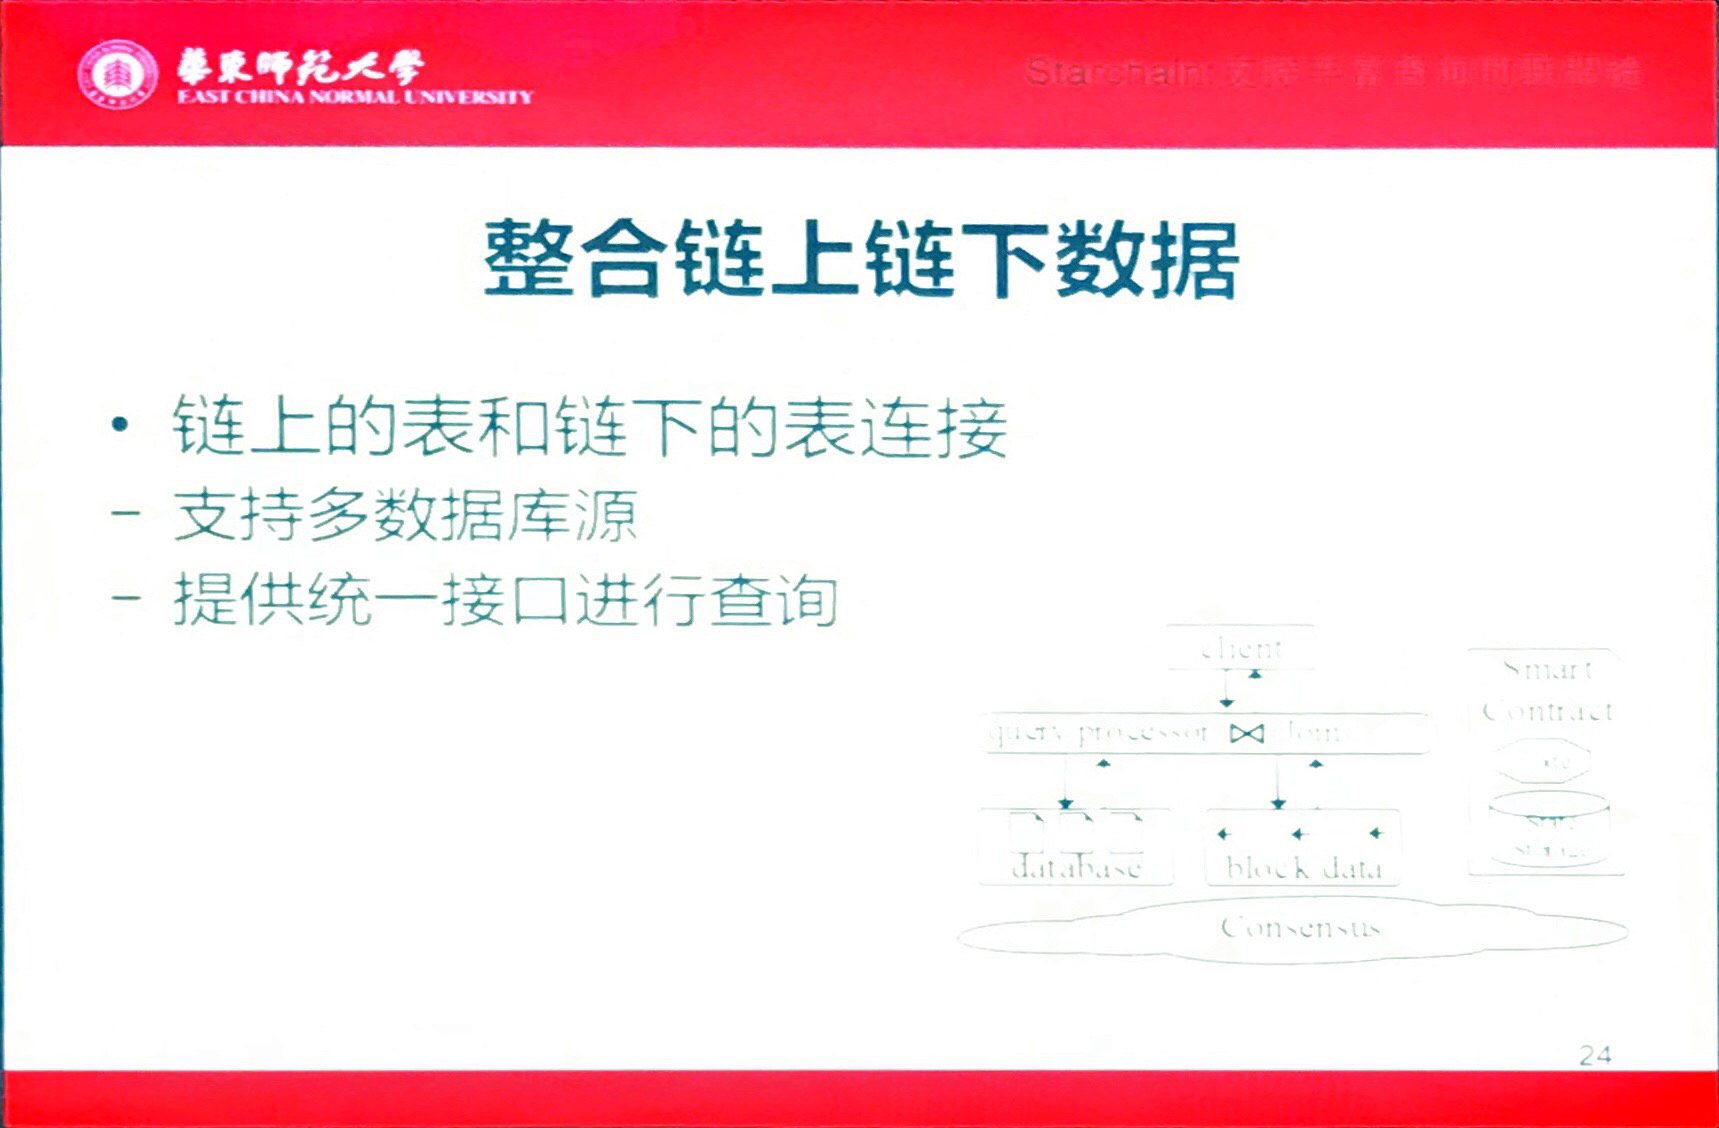 華東師範大學
EAST CHINA NORMAL UNIVERSITY
Starchain:
整合链上链下数据
• 链上的表和链下的表连接
– 支持多数据库源
– 提供统一接口进行查询
client
Smart
Contract
query processor ⋈ Join
database
block data
Consensus
24